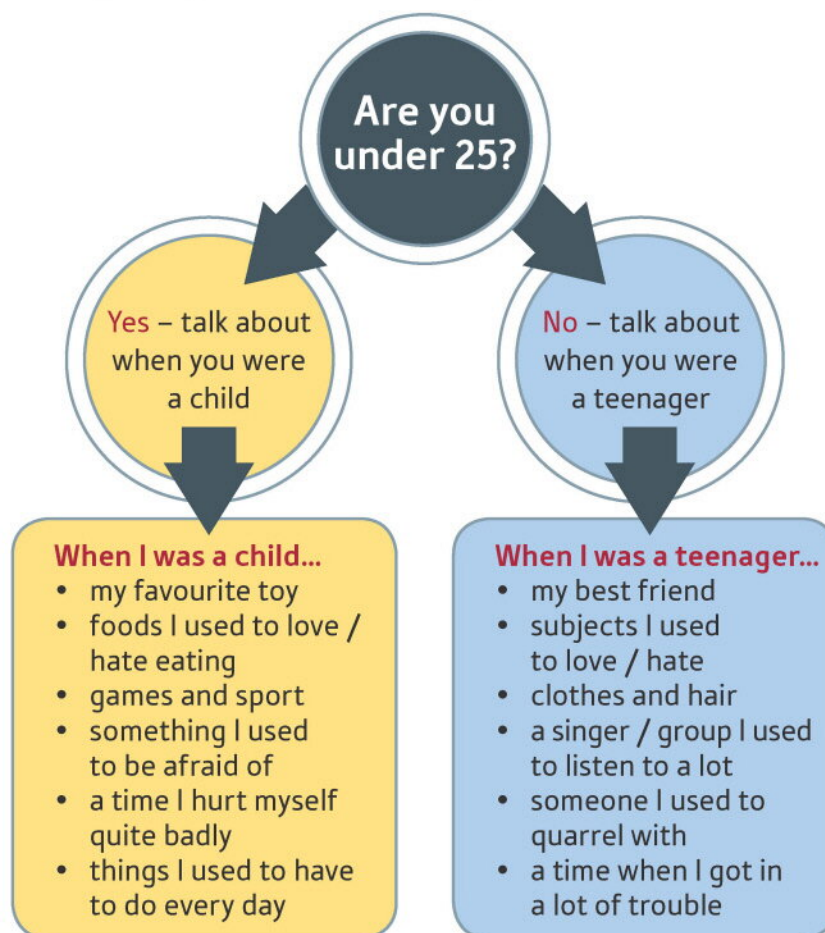 Are you
under 25?
Yes – talk about
when you were
a child
No – talk about
when you were
a teenager
When I was a child...
• my favourite toy
• foods I used to love /
hate eating
• games and sport
• something I used
to be afraid of
• a time I hurt myself
quite badly
• things I used to have
to do every day
When I was a teenager...
• my best friend
• subjects I used
to love / hate
• clothes and hair
• a singer / group I used
to listen to a lot
• someone I used to
quarrel with
• a time when I got in
a lot of trouble